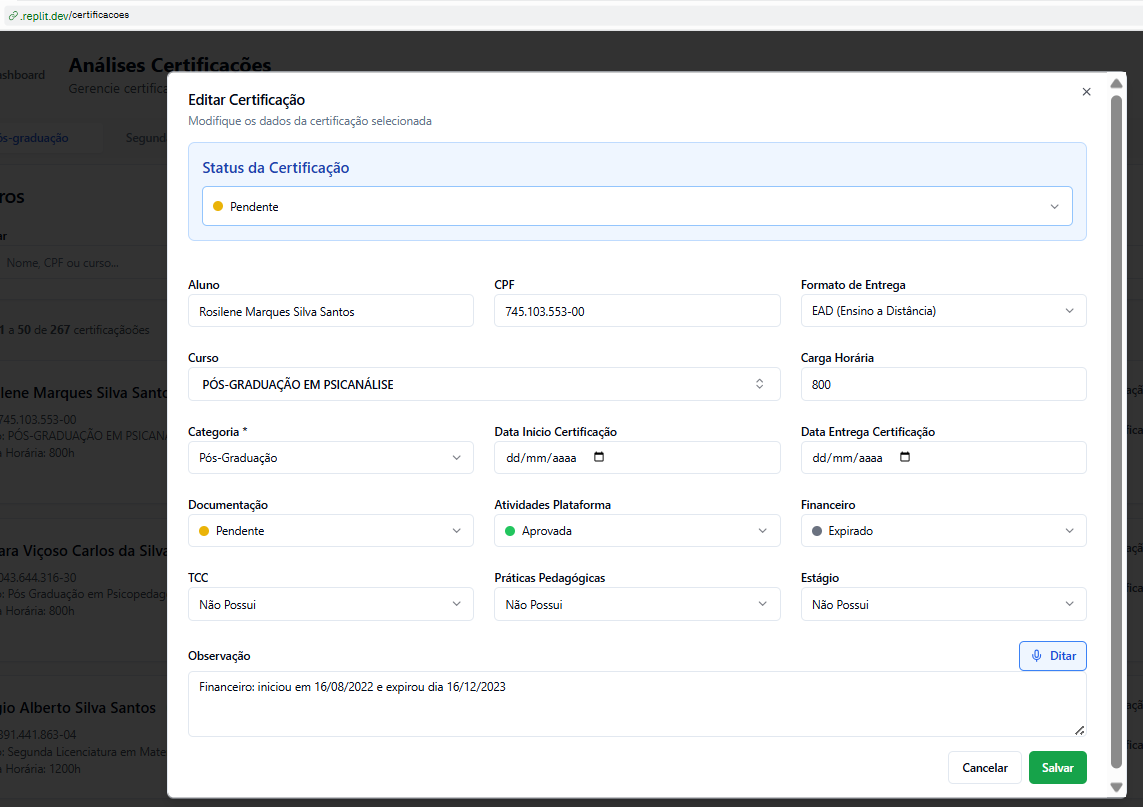 .replit.dev/certificacoes
shboard
Análises Certificações
Gerencie certifica
s-graduação
Segund
ros
ar
Nome, CPF ou curso...
1 a 50 de 267 certificaçãoões
lene Marques Silva Santo
745.103.553-00
o: PÓS-GRADUAÇÃO EM PSICANÁ
a Horária: 800h
ara Viçoso Carlos da Silva
043.644.316-30
o: Pós Graduação em Psicopedag
a Horária: 800h
gio Alberto Silva Santos
891.441.863-04
o: Segunda Licenciatura em Mate
a Horária: 1200h
Editar Certificação
Modifique os dados da certificação selecionada
Status da Certificação
Pendente
Aluno
CPF
Formato de Entrega
Rosilene Marques Silva Santos
745.103.553-00
EAD (Ensino a Distância)
Curso
Carga Horária
PÓS-GRADUAÇÃO EM PSICANÁLISE
800
Categoria *
Data Inicio Certificação
Data Entrega Certificação
Pós-Graduação
dd/mm/aaaa
dd/mm/aaaa
Documentação
Atividades Plataforma
Financeiro
Pendente
Aprovada
Expirado
TCC
Práticas Pedagógicas
Estágio
Não Possui
Não Possui
Não Possui
Observação
Ditar
Financeiro: iniciou em 16/08/2022 e expirou dia 16/12/2023
Cancelar
Salvar